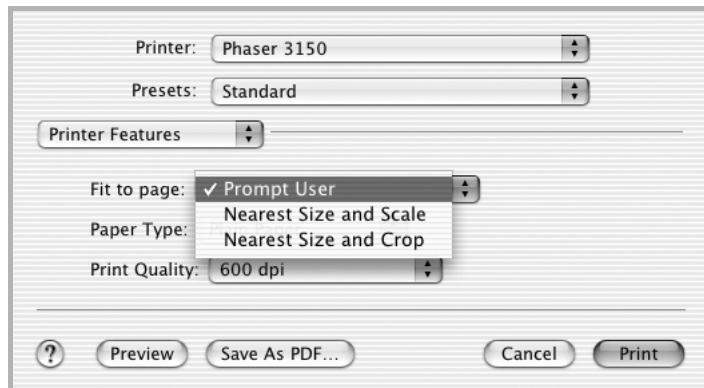 Printer: Phaser 3150
Presets: Standard
Printer Features
Fit to page: ✓ Prompt User
Nearest Size and Scale
Paper Type:
Nearest Size and Crop
Print Quality: 600 dpi
? Preview Save As PDF... Cancel Print